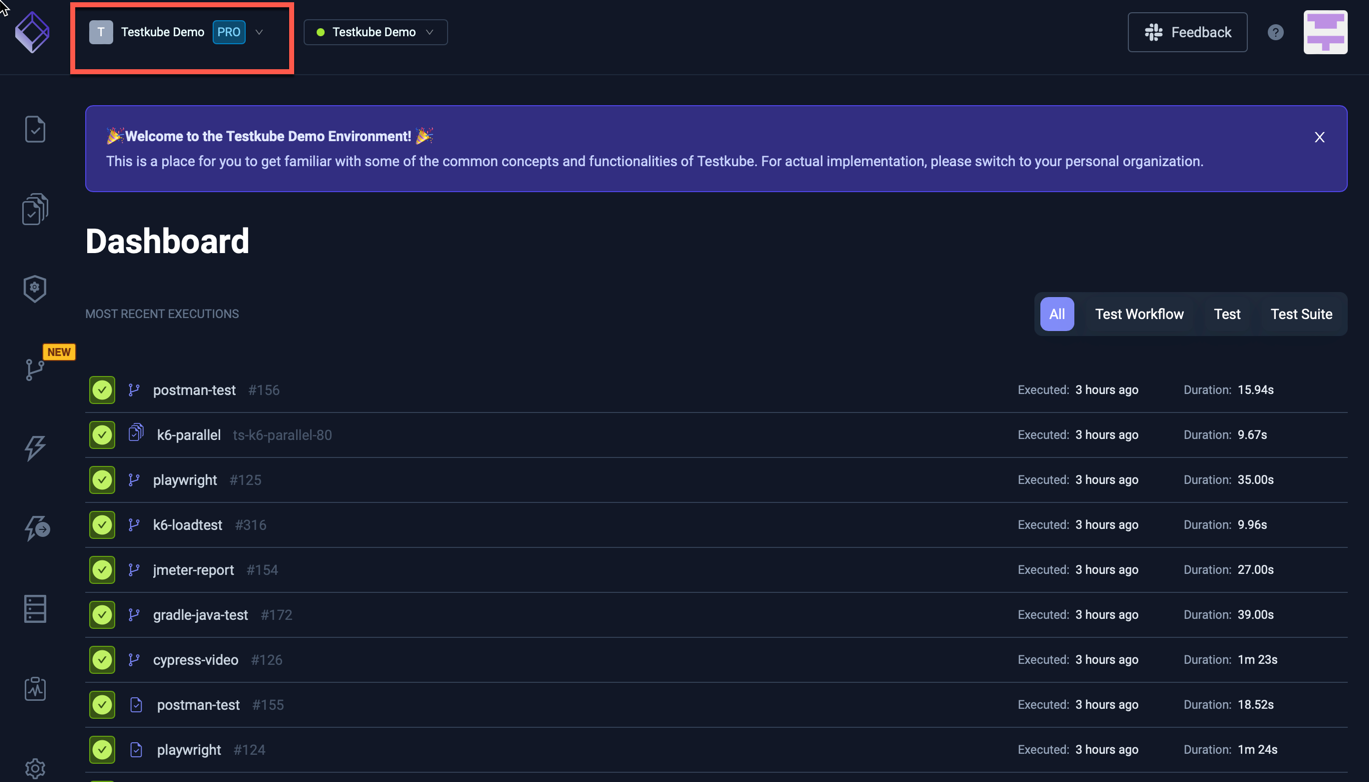 T Testkube Demo PRO
Testkube Demo
Feedback
?
🎉Welcome to the Testkube Demo Environment! 🎉
This is a place for you to get familiar with some of the common concepts and functionalities of Testkube. For actual implementation, please switch to your personal organization.
Dashboard
MOST RECENT EXECUTIONS
All Test Workflow Test Test Suite
NEW
postman-test #156 Executed: 3 hours ago Duration: 15.94s
k6-parallel ts-k6-parallel-80 Executed: 3 hours ago Duration: 9.67s
playwright #125 Executed: 3 hours ago Duration: 35.00s
k6-loadtest #316 Executed: 3 hours ago Duration: 9.96s
jmeter-report #154 Executed: 3 hours ago Duration: 27.00s
gradle-java-test #172 Executed: 3 hours ago Duration: 39.00s
cypress-video #126 Executed: 3 hours ago Duration: 1m 23s
postman-test #155 Executed: 3 hours ago Duration: 18.52s
playwright #124 Executed: 3 hours ago Duration: 1m 24s